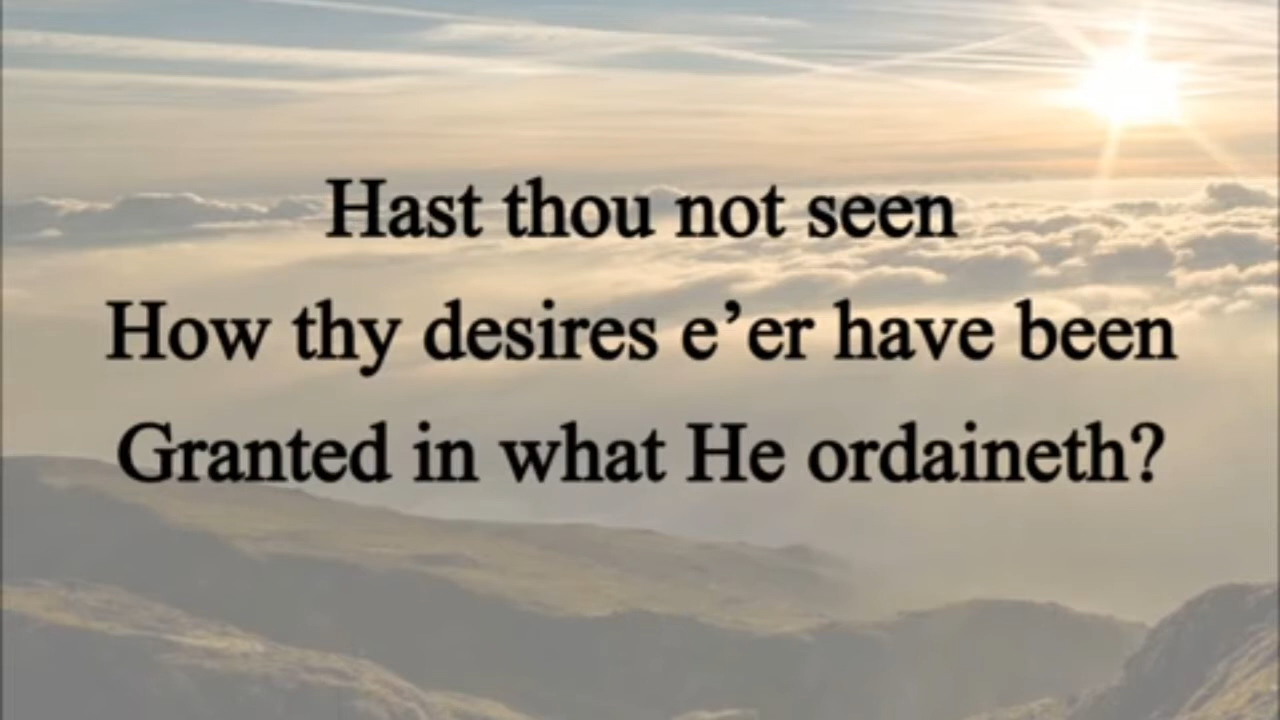 Hast thou not seen
How thy desires e’er have been
Granted in what He ordaineth?